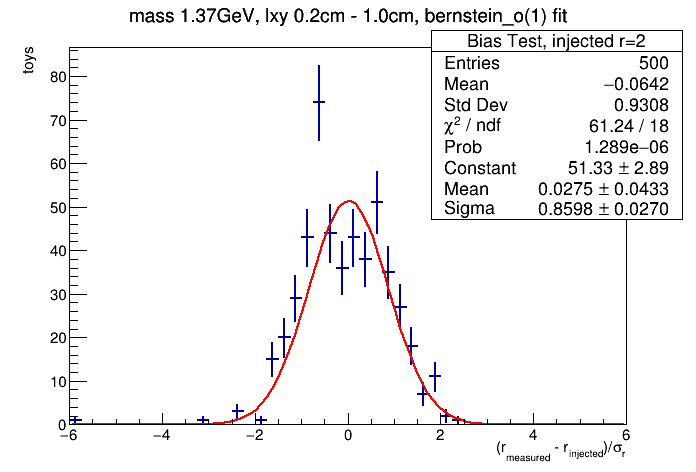 mass 1.37GeV, lxy 0.2cm - 1.0cm, bernstein_o(1) fit
toys
Bias Test, injected r=2
Entries 500
Mean −0.0642
Std Dev 0.9308
χ² / ndf 61.24 / 18
Prob 1.289e−06
Constant 51.33 ± 2.89
Mean 0.0275 ± 0.0433
Sigma 0.8598 ± 0.0270
80
70
60
50
40
30
20
10
0
−6 −4 −2 0 2 4 6
(r_measured - r_injected)/σ_r